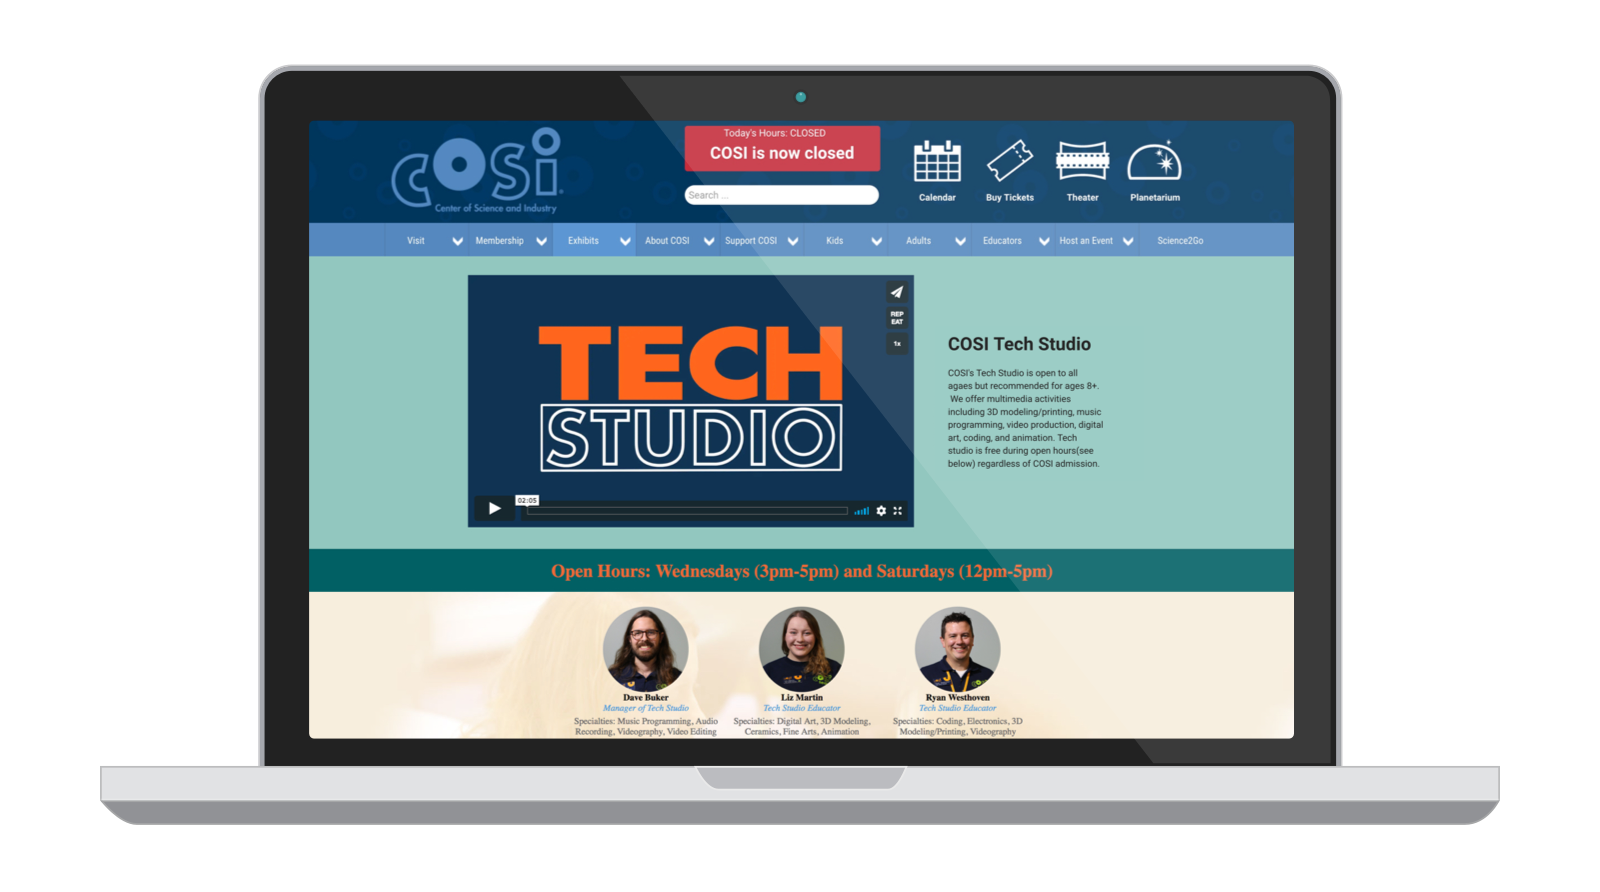 COSI
Center of Science and Industry
Today's Hours: CLOSED
COSI is now closed
Search ...
Calendar
Buy Tickets
Theater
Planetarium
Visit
Membership
Exhibits
About COSI
Support COSI
Kids
Adults
Educators
Host an Event
Science2Go
TECH
STUDIO
REP
EAT
1x
02:05
COSI Tech Studio
COSI's Tech Studio is open to all
agaes but recommended for ages 8+.
We offer multimedia activities
including 3D modeling/printing, music
programming, video production, digital
art, coding, and animation. Tech
studio is free during open hours(see
below) regardless of COSI admission.
Open Hours: Wednesdays (3pm-5pm) and Saturdays (12pm-5pm)
Dave Buker
Manager of Tech Studio
Specialties: Music Programming, Audio
Recording, Videography, Video Editing
Liz Martin
Tech Studio Educator
Specialties: Digital Art, 3D Modeling,
Ceramics, Fine Arts, Animation
Ryan Westhoven
Tech Studio Educator
Specialties: Coding, Electronics, 3D
Modeling/Printing, Videography